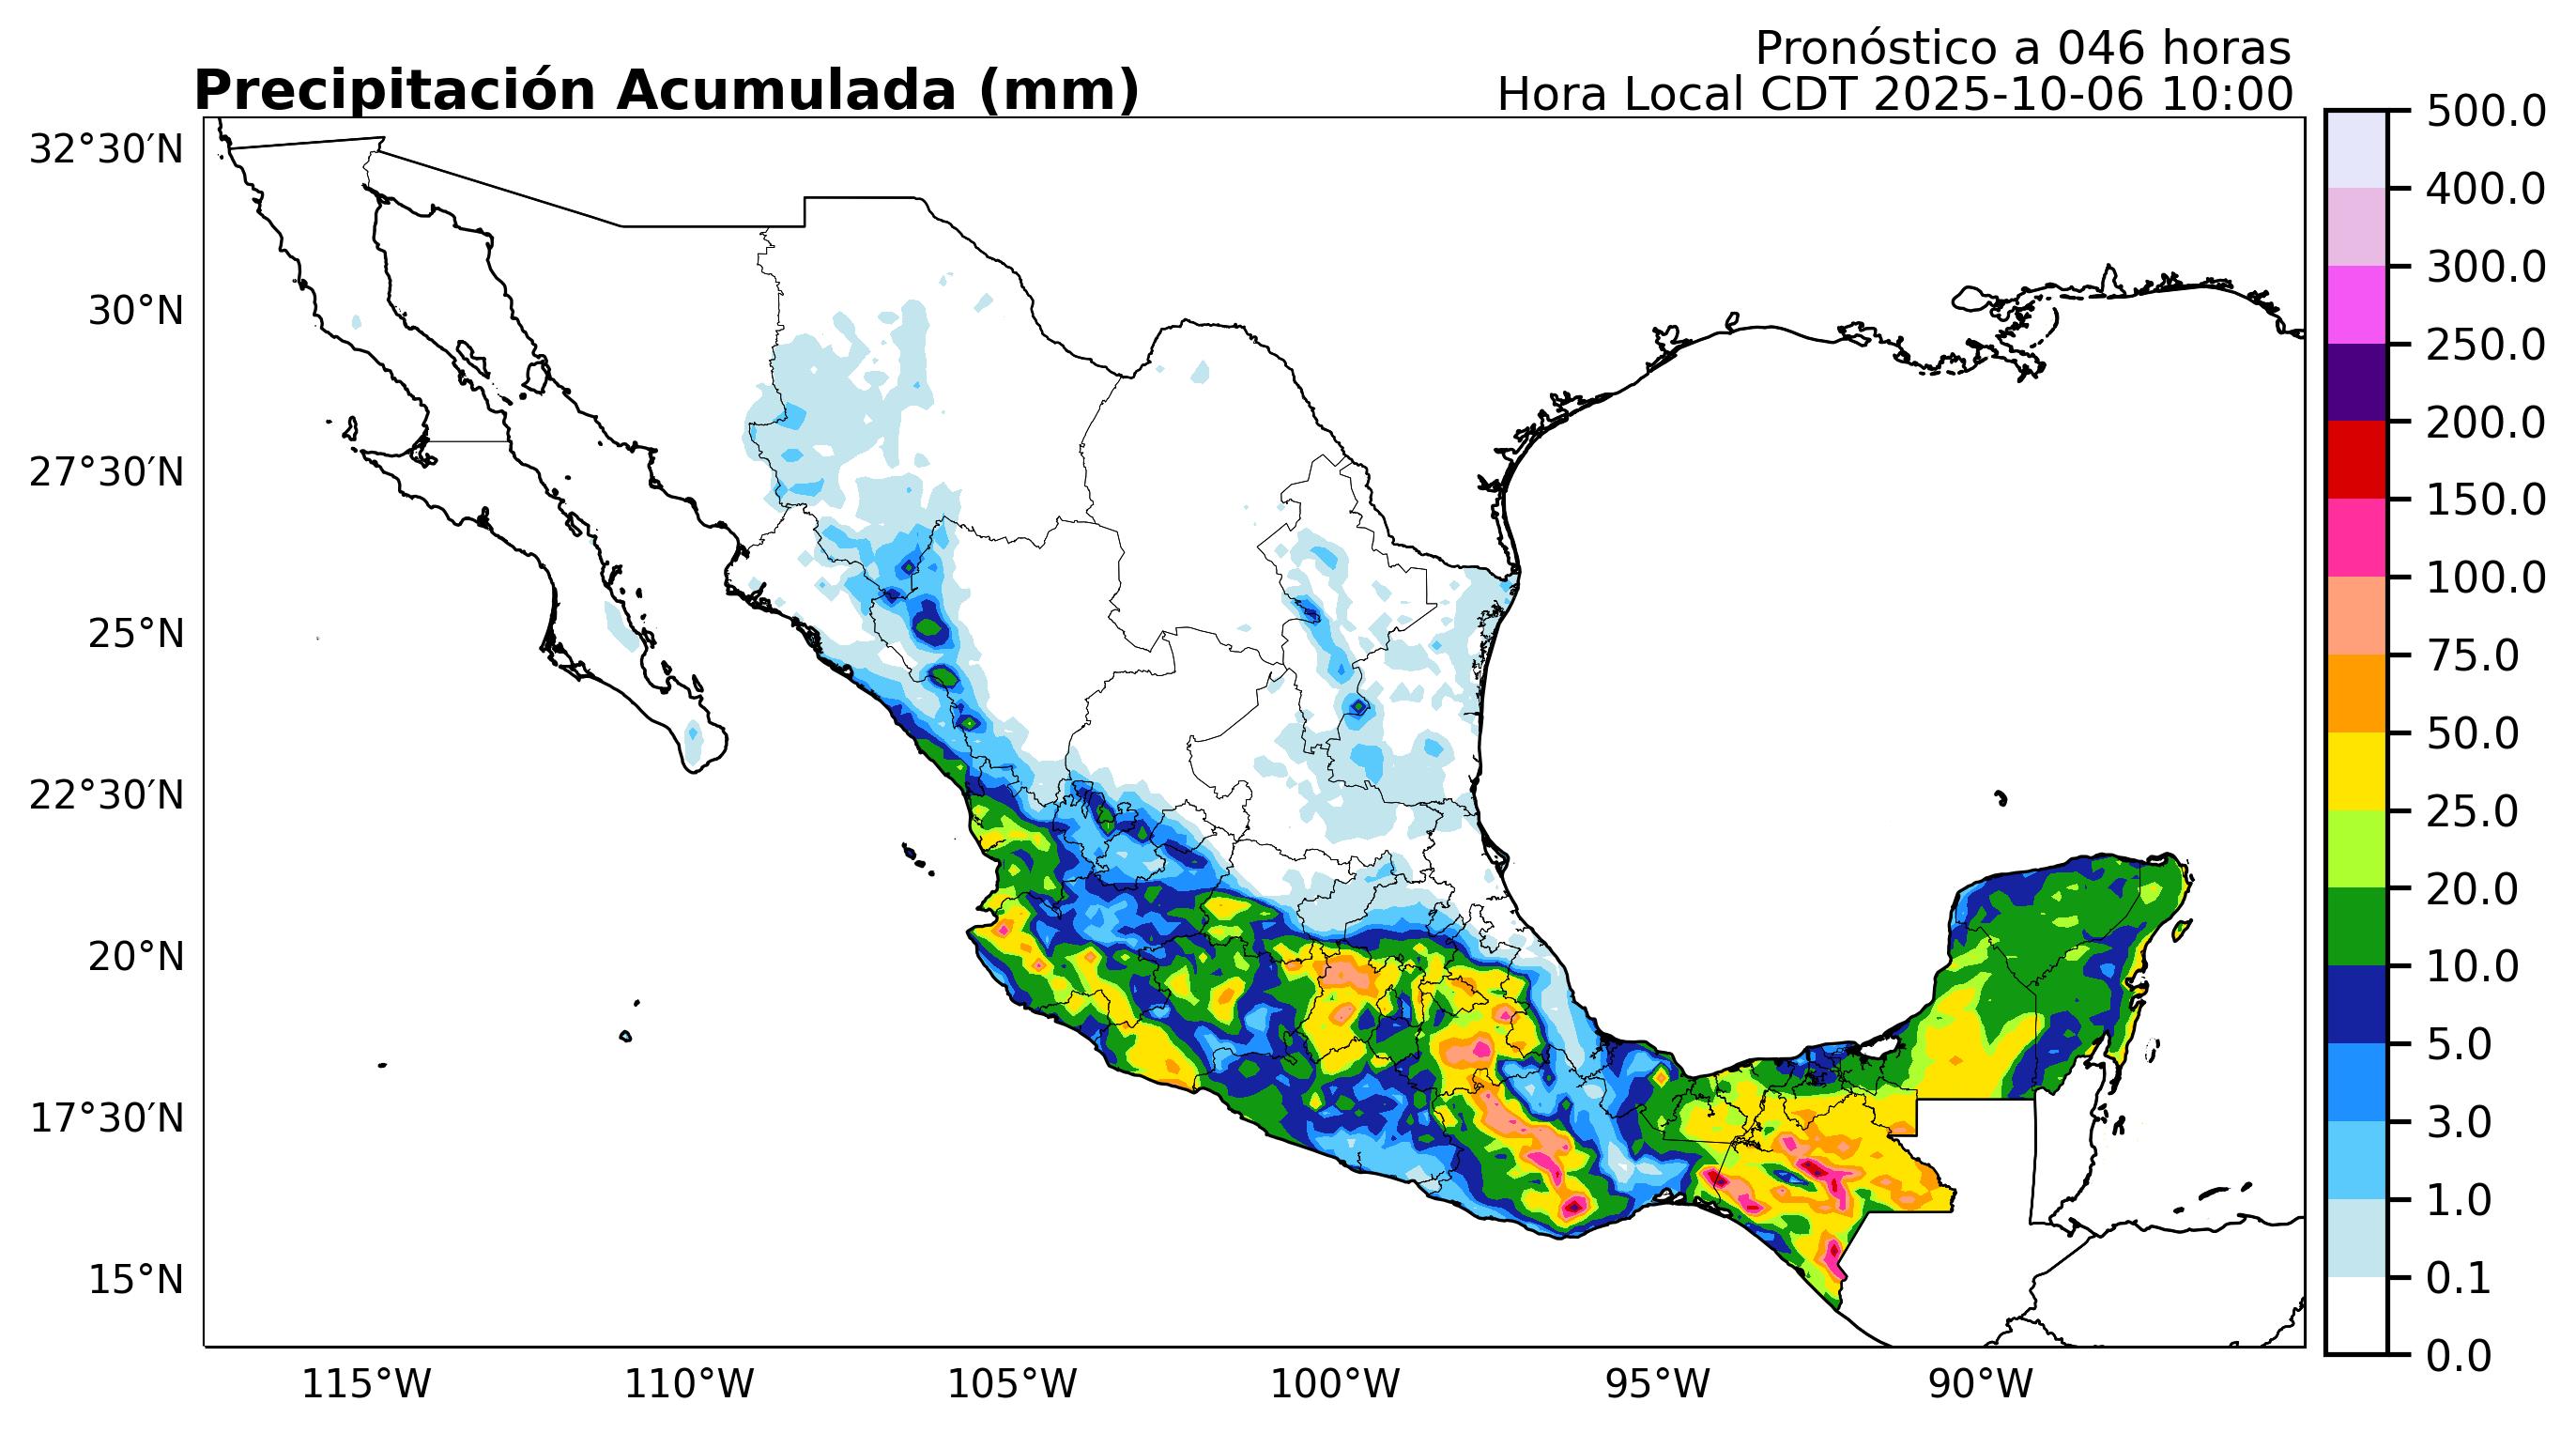 Pronóstico a 046 horas
Precipitación Acumulada (mm)
Hora Local CDT 2025-10-06 10:00
32°30′N
30°N
27°30′N
25°N
22°30′N
20°N
17°30′N
15°N
115°W
110°W
105°W
100°W
95°W
90°W
500.0
400.0
300.0
250.0
200.0
150.0
100.0
75.0
50.0
25.0
20.0
10.0
5.0
3.0
1.0
0.1
0.0